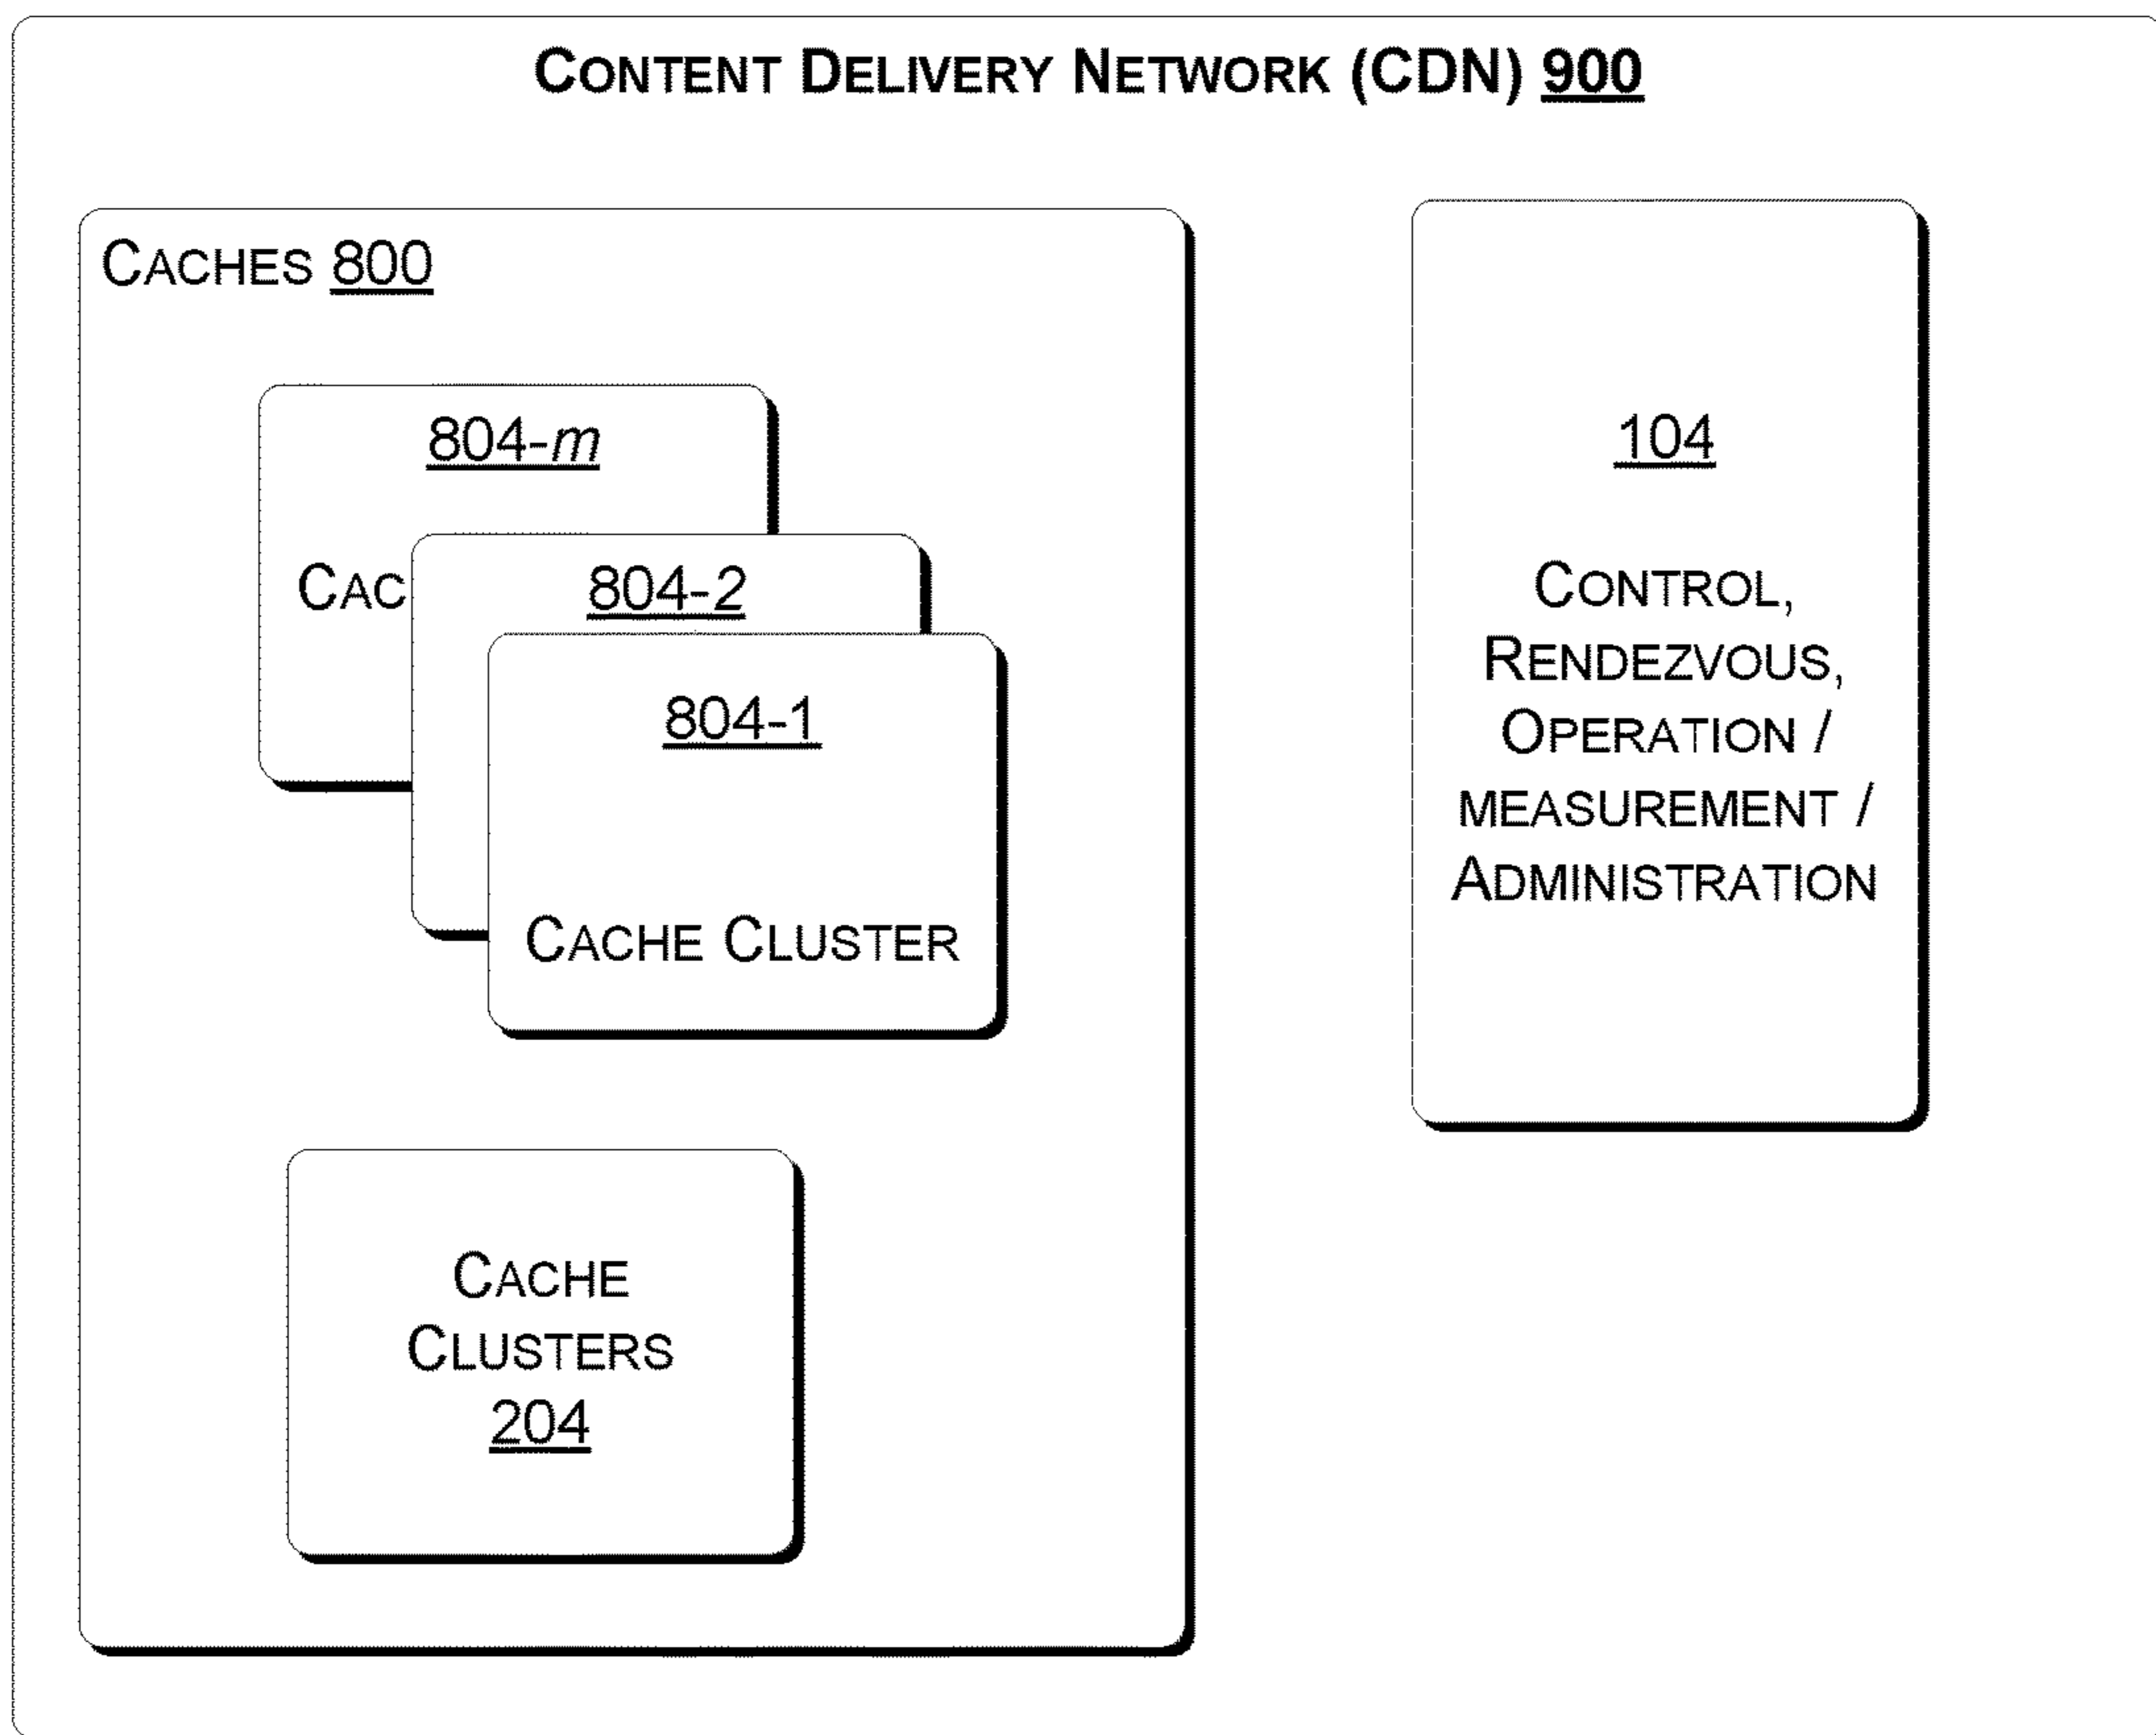 CONTENT DELIVERY NETWORK (CDN) 900
CACHES 800
804-m
CAC
804-2
804-1
CACHE CLUSTER
CACHE
CLUSTERS
204
104
CONTROL,
RENDEZVOUS,
OPERATION /
MEASUREMENT /
ADMINISTRATION